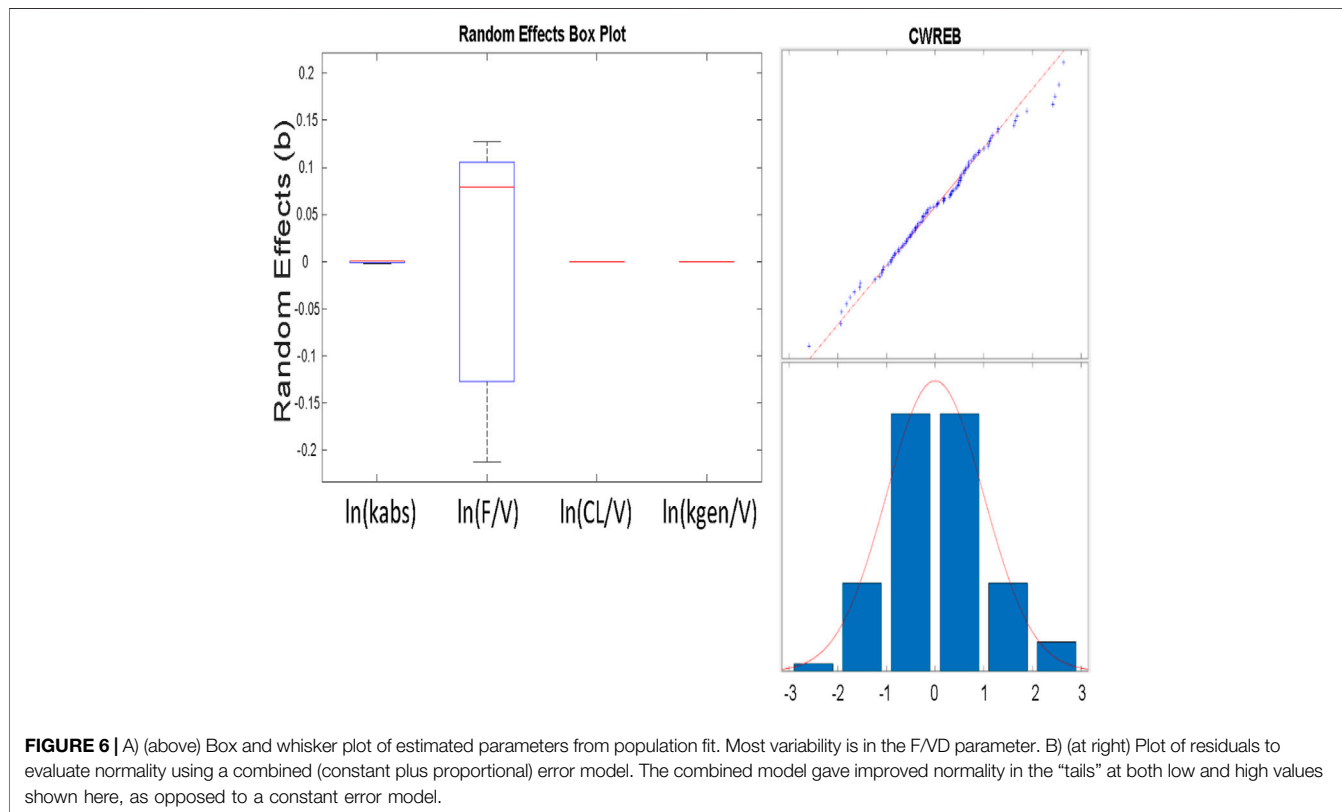 Random Effects Box Plot
Random Effects (b)
0.2
0.15
0.1
0.05
0
-0.05
-0.1
-0.15
-0.2
ln(kabs) ln(F/V) ln(CL/V) ln(kgen/V)
CWREB
-3 -2 -1 0 1 2 3
FIGURE 6 | A) (above) Box and whisker plot of estimated parameters from population fit. Most variability is in the F/VD parameter. B) (at right) Plot of residuals to
evaluate normality using a combined (constant plus proportional) error model. The combined model gave improved normality in the “tails” at both low and high values
shown here, as opposed to a constant error model.